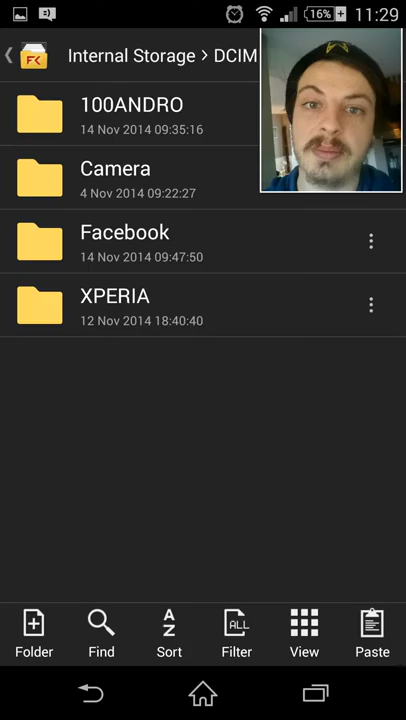 16% 11:29
FK Internal Storage > DCIM
100ANDRO
14 Nov 2014 09:35:16
Camera
4 Nov 2014 09:22:27
Facebook
14 Nov 2014 09:47:50
XPERIA
12 Nov 2014 18:40:40
A Z ALL
Folder Find Sort Filter View Paste